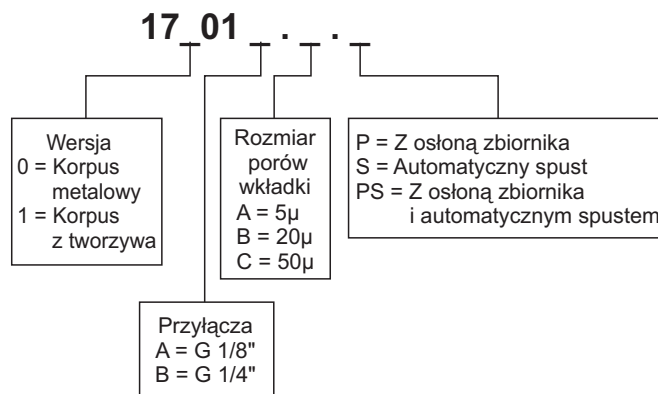 17_01 _ . _ . _
Wersja
0 = Korpus
metalowy
1 = Korpus
z tworzywa
Przyłącza
A = G 1/8"
B = G 1/4"
Rozmiar
porów
wkładki
A = 5µ
B = 20µ
C = 50µ
P = Z osłoną zbiornika
S = Automatyczny spust
PS = Z osłoną zbiornika
i automatycznym spustem